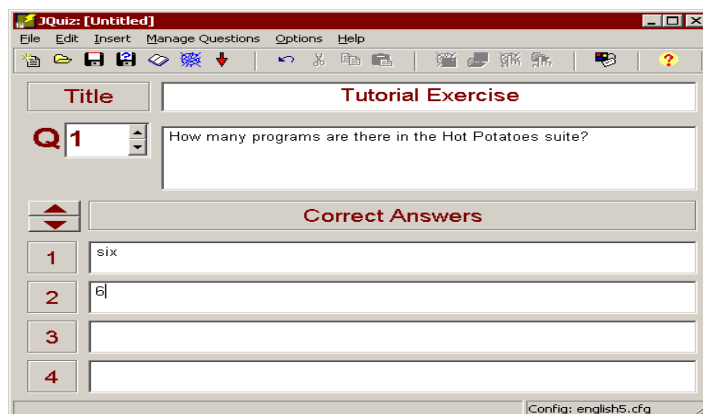 JQuiz: [Untitled]
File Edit Insert Manage Questions Options Help
Title Tutorial Exercise
Q 1 How many programs are there in the Hot Potatoes suite?
Correct Answers
1 six
2 6
3
4
Config: english5.cfg